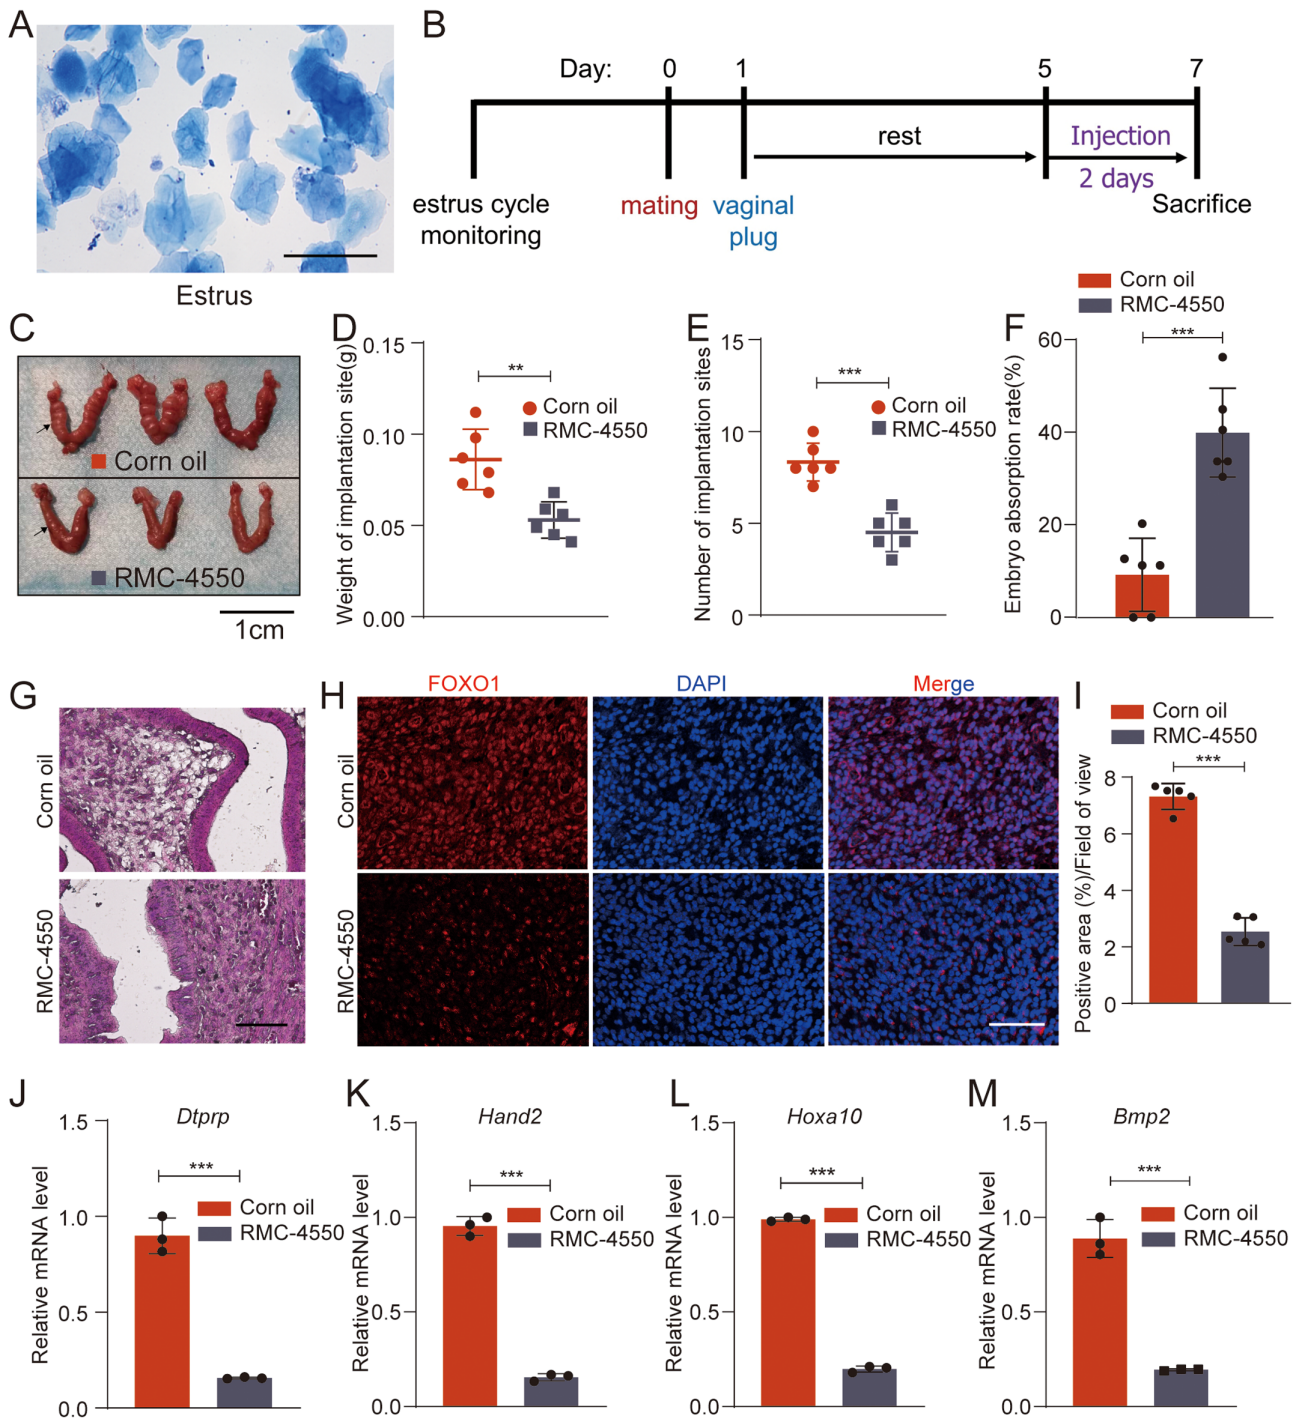 A
Estrus
B
Day: 0 1 5 7
rest
Injection
2 days
estrus cycle
monitoring
mating
vaginal
plug
Sacrifice
C
Corn oil
RMC-4550
1cm
D
Weight of implantation site(g)
0.15
0.10
0.05
0.00
**
Corn oil
RMC-4550
E
Number of implantation sites
15
10
5
0
***
Corn oil
RMC-4550
F
Corn oil
RMC-4550
Embryo absorption rate(%)
60
40
20
0
***
G
Corn oil
RMC-4550
H
FOXO1 DAPI Merge
Corn oil
RMC-4550
I
Corn oil
RMC-4550
Positive area (%)/Field of view
8
6
4
2
0
***
J
Dtprp
Relative mRNA level
1.5
1.0
0.5
0.0
***
Corn oil
RMC-4550
K
Hand2
Relative mRNA level
1.5
1.0
0.5
0.0
***
Corn oil
RMC-4550
L
Hoxa10
Relative mRNA level
1.5
1.0
0.5
0.0
***
Corn oil
RMC-4550
M
Bmp2
Relative mRNA level
1.5
1.0
0.5
0.0
***
Corn oil
RMC-4550